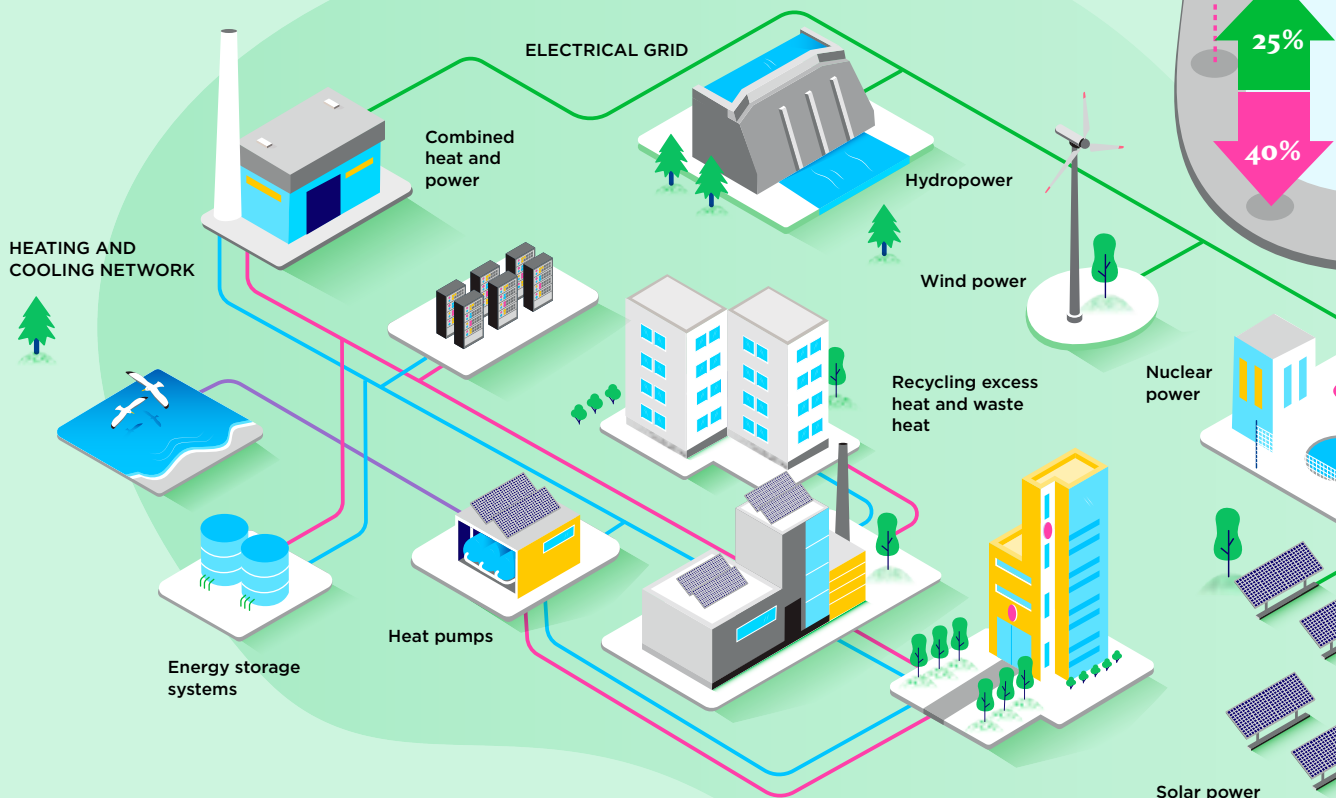 25%
ELECTRICAL GRID
Combined
heat and
power
40%
Hydropower
HEATING AND
COOLING NETWORK
Wind power
Nuclear
power
Recycling excess
heat and waste
heat
Heat pumps
Energy storage
systems
Solar power